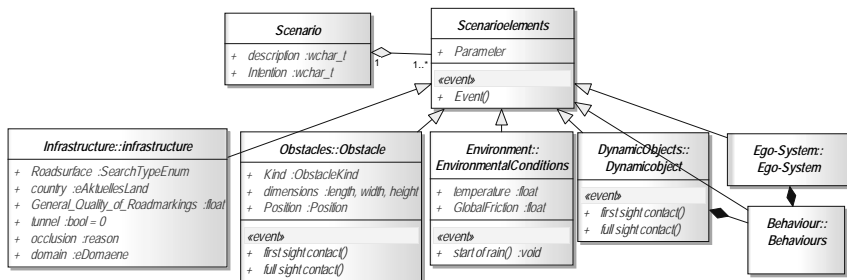 Scenario
+ description :wchar_t
+ Intention :wchar_t
1
1..*
Scenarioelements
+ Parameter
«event»
+ Event()
Infrastructure::infrastructure
+ Roadsurface :SearchTypeEnum
+ country :eAktuellesLand
+ General_Quality_of_Roadmarkings :float
+ tunnel :bool = 0
+ occlusion :reason
+ domain :eDomaene
Obstacles::Obstacle
+ Kind :ObstacleKind
+ dimensions :length, width, height
+ Position :Position
«event»
+ first sight contact()
+ full sight contact()
Environment::
EnvironmentalConditions
+ temperature :float
+ GlobalFriction :float
«event»
+ start of rain() :void
DynamicObjects::
Dynamicobject
«event»
+ first sight contact()
+ full sight contact()
Ego-System::
Ego-System
Behaviour::
Behaviours